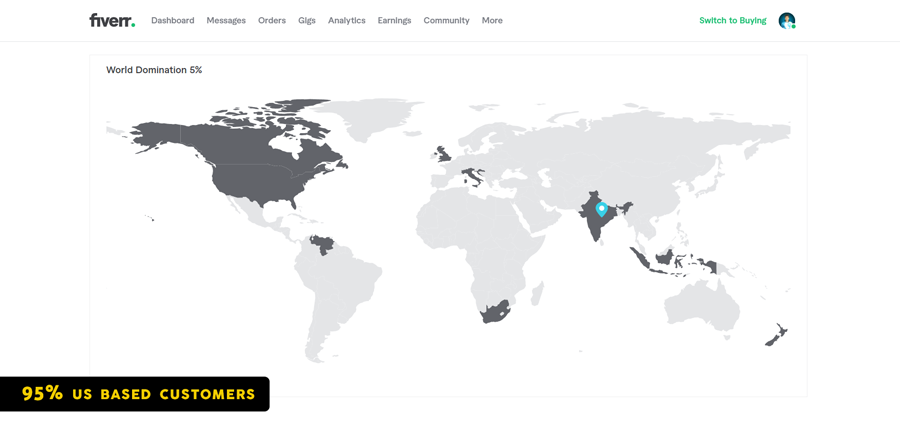 fiverr. Dashboard Messages Orders Gigs Analytics Earnings Community More Switch to Buying
World Domination 5%
95% US BASED CUSTOMERS